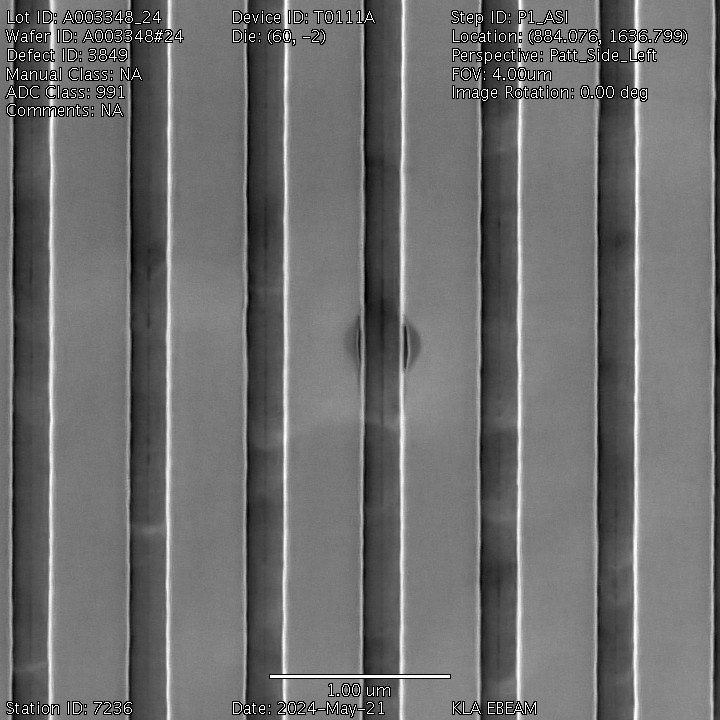 Lot ID: A003348_24 Device ID: T0111A Step ID: P1_ASI
Wafer ID: A003348#24 Die: (60, -2) Location: (884.076, 1636.799)
Defect ID: 3849 Perspective: Patt_Side_Left
Manual Class: NA FOV: 4.00um
ADC Class: 991 Image Rotation: 0.00 deg
Comments: NA
1.00 um
Station ID: 7236 Date: 2024-May-21 KLA EBEAM